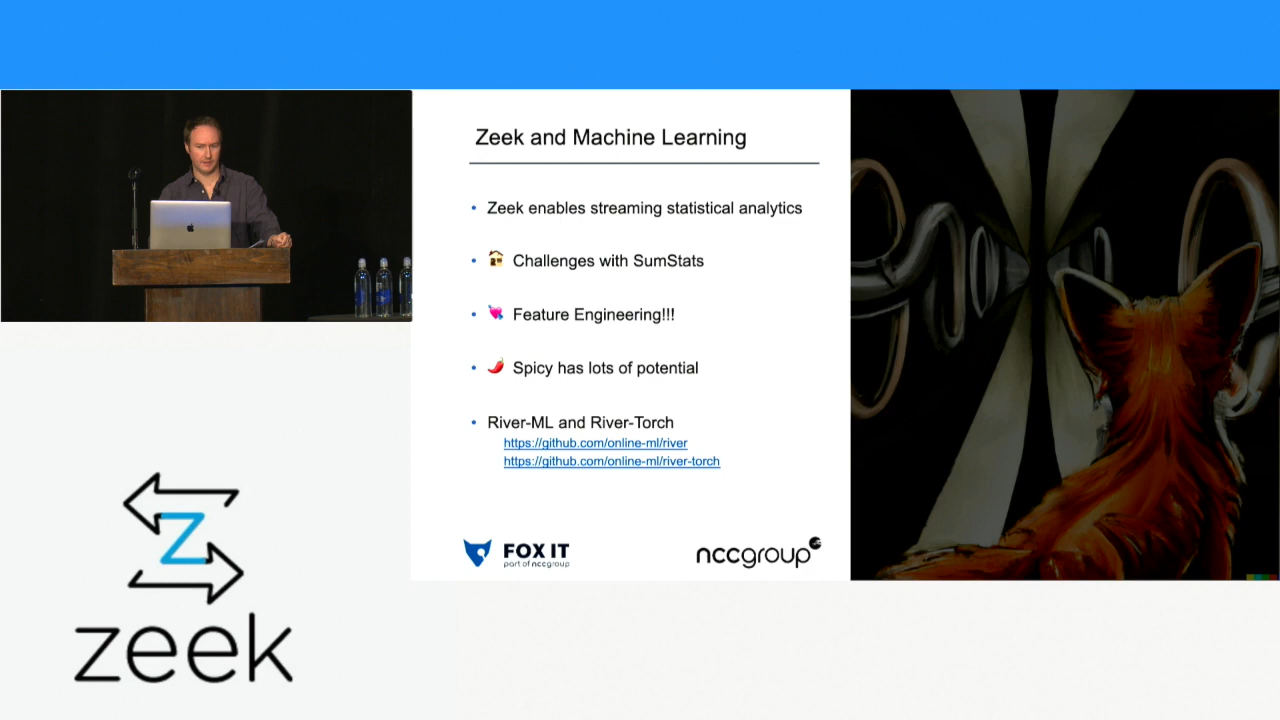 Zeek and Machine Learning
• Zeek enables streaming statistical analytics
• 🏠 Challenges with SumStats
• 💘 Feature Engineering!!!
• 🌶️ Spicy has lots of potential
• River-ML and River-Torch
https://github.com/online-ml/river
https://github.com/online-ml/river-torch
FOX IT
part of nccgroup
nccgroup
z
zeek